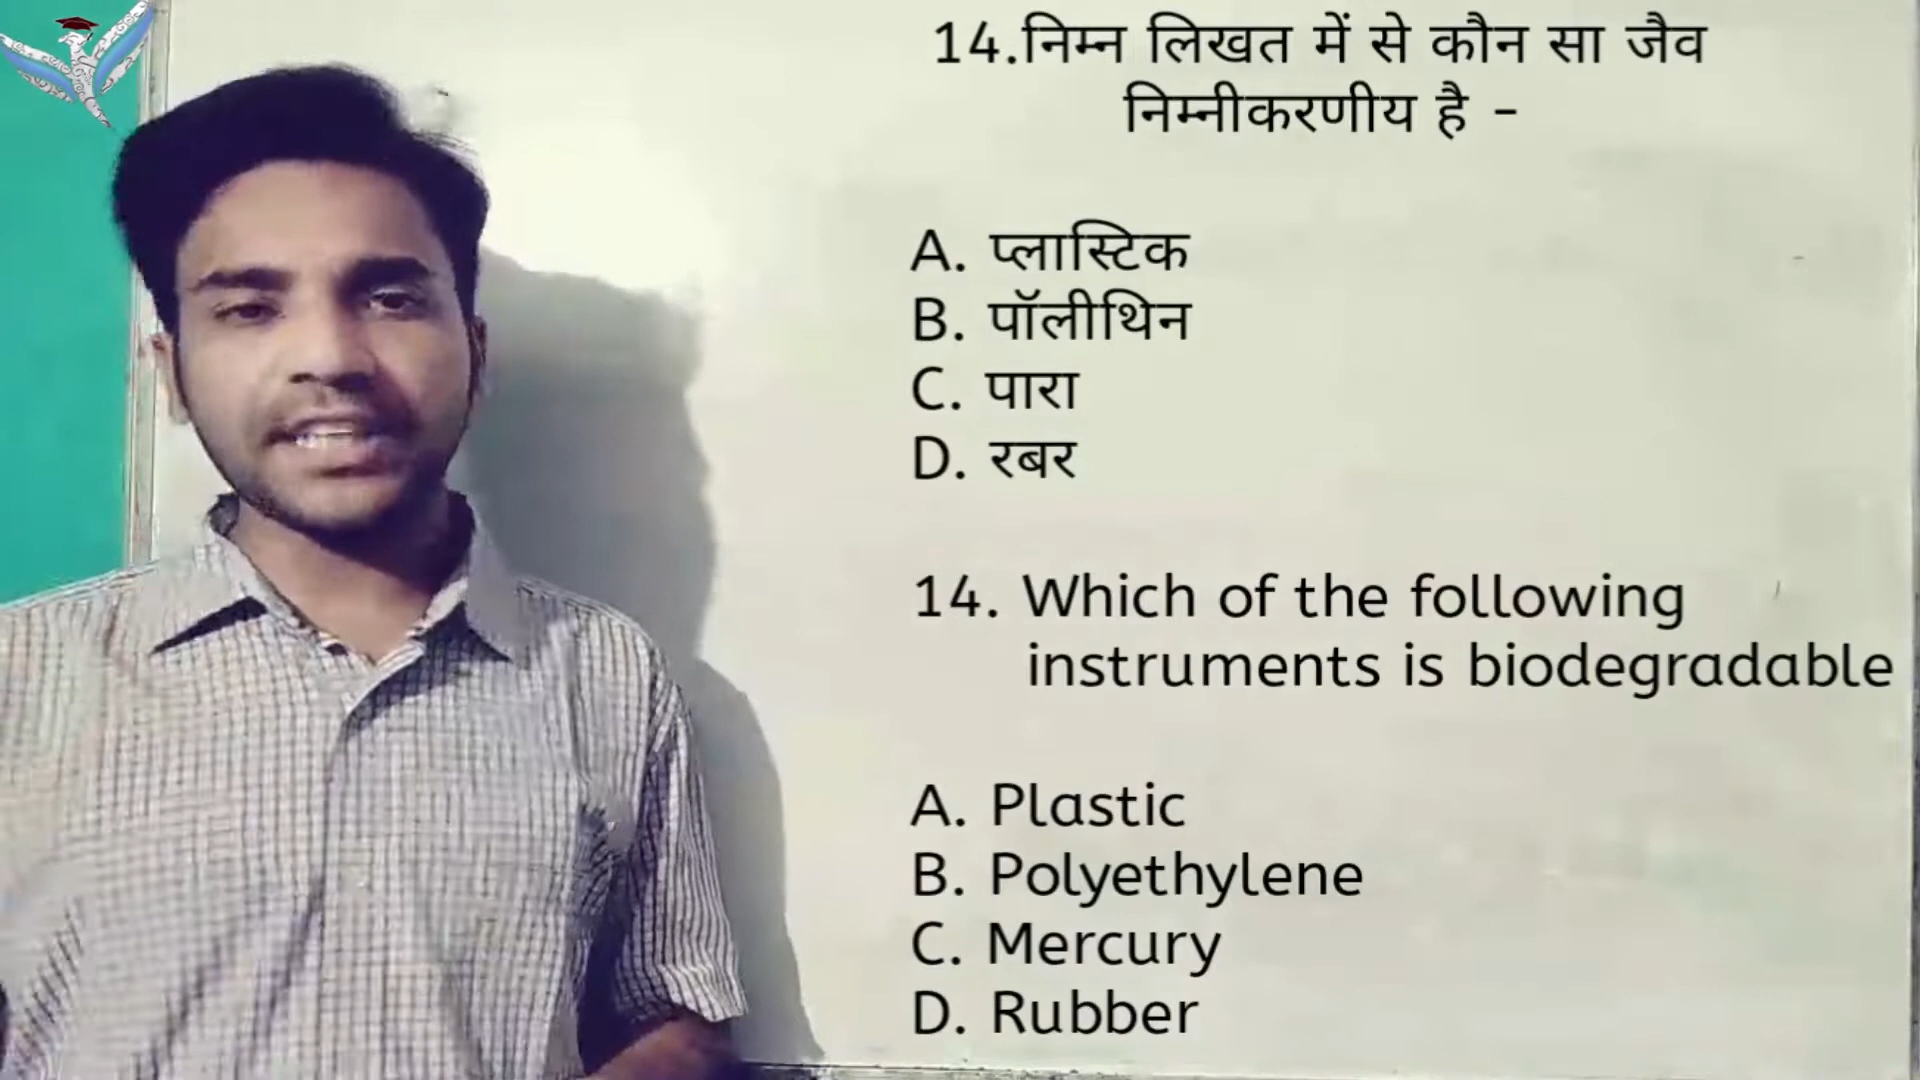 14.निम्न लिखत में से कौन सा जैव
निम्नीकरणीय है -
A. प्लास्टिक
B. पॉलीथिन
C. पारा
D. रबर
14. Which of the following
instruments is biodegradable
A. Plastic
B. Polyethylene
C. Mercury
D. Rubber